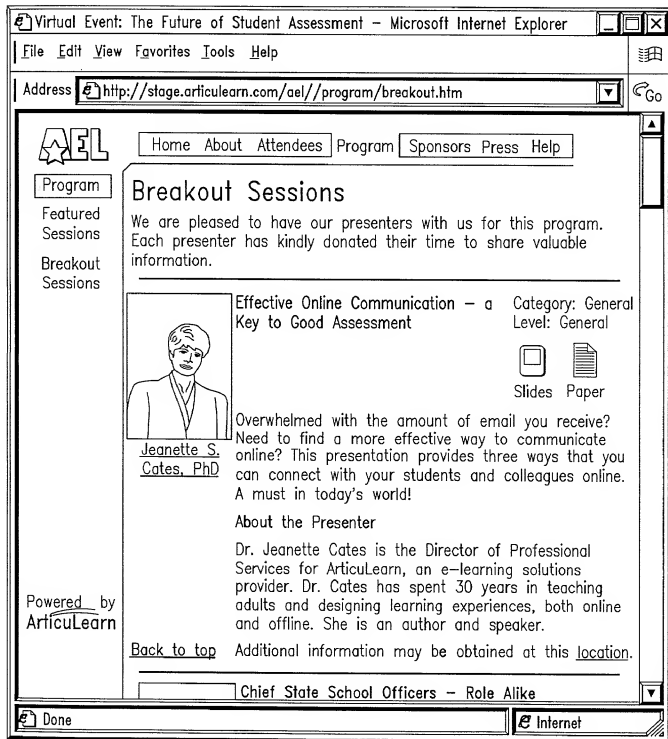 Virtual Event: The Future of Student Assessment – Microsoft Internet Explorer
File Edit View Favorites Tools Help
Address http://stage.articulearn.com/ael//program/breakout.htm Go
AEL
Home About Attendees Program Sponsors Press Help
Program
Featured
Sessions
Breakout
Sessions
Breakout Sessions
We are pleased to have our presenters with us for this program.
Each presenter has kindly donated their time to share valuable
information.
Effective Online Communication – a
Key to Good Assessment
Category: General
Level: General
Slides Paper
Jeanette S.
Cates, PhD
Overwhelmed with the amount of email you receive?
Need to find a more effective way to communicate
online? This presentation provides three ways that you
can connect with your students and colleagues online.
A must in today's world!
About the Presenter
Dr. Jeanette Cates is the Director of Professional
Services for ArticuLearn, an e–learning solutions
provider. Dr. Cates has spent 30 years in teaching
adults and designing learning experiences, both online
and offline. She is an author and speaker.
Powered by
ArticuLearn
Back to top Additional information may be obtained at this location.
Chief State School Officers – Role Alike
Done Internet